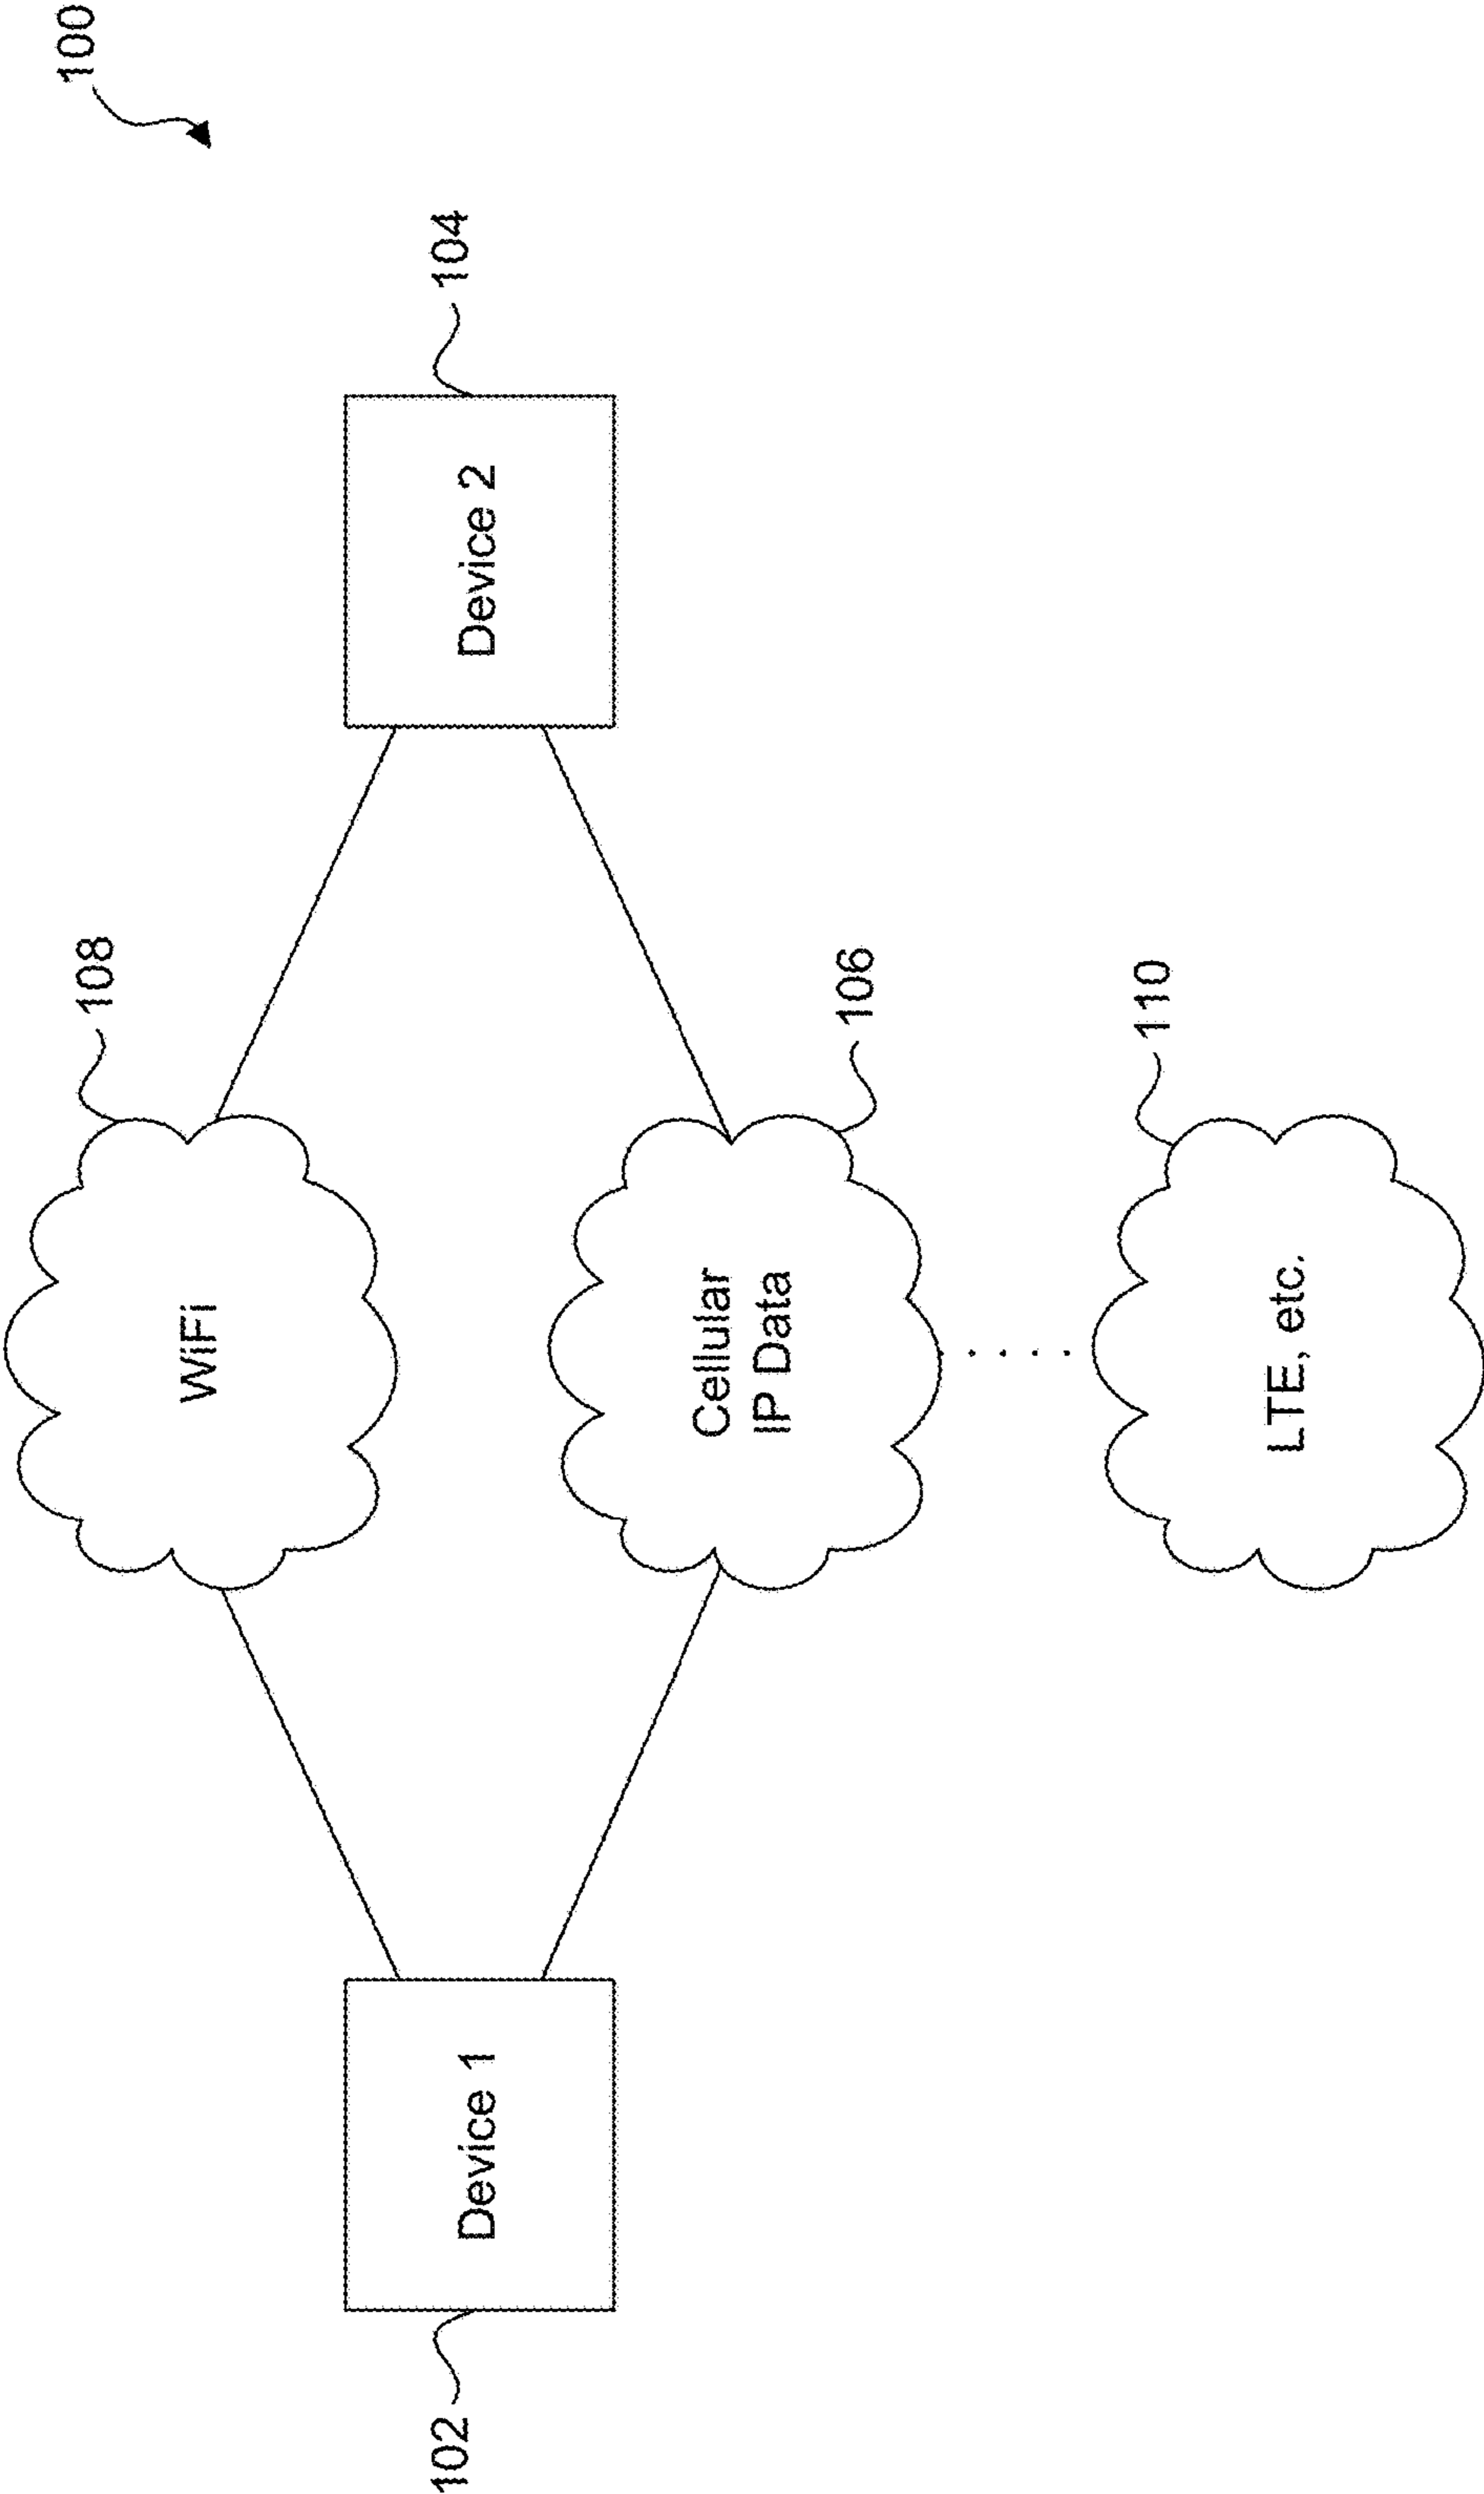 100
108
WiFi
102
Device 1
Device 2
104
106
Cellular
IP Data
110
LTE, etc.